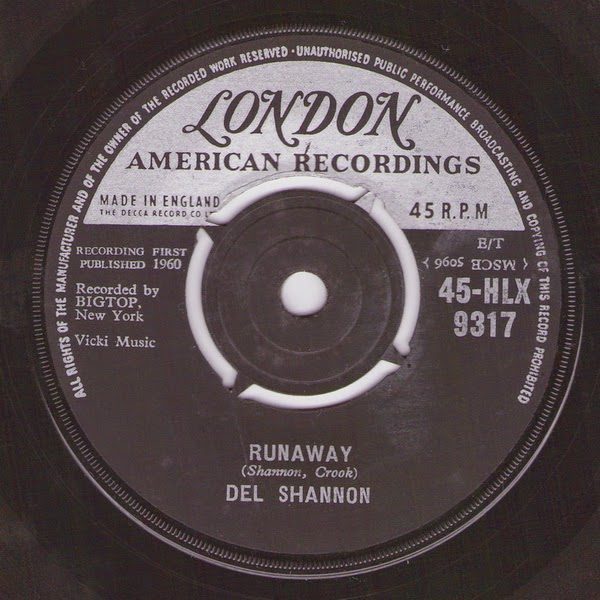 ALL RIGHTS OF THE MANUFACTURER AND OF THE OWNER OF THE RECORDED WORK RESERVED · UNAUTHORISED PUBLIC PERFORMANCE BROADCASTING AND COPYING OF THIS RECORD PROHIBITED
LONDON
AMERICAN RECORDINGS
MADE IN ENGLAND
THE DECCA RECORD CO L
45 R.P.M
E/T
RECORDING FIRST
PUBLISHED 1960
MSCB 5096
Recorded by
BIGTOP,
New York
45-HLX
9317
Vicki Music
RUNAWAY
(Shannon, Crook)
DEL SHANNON